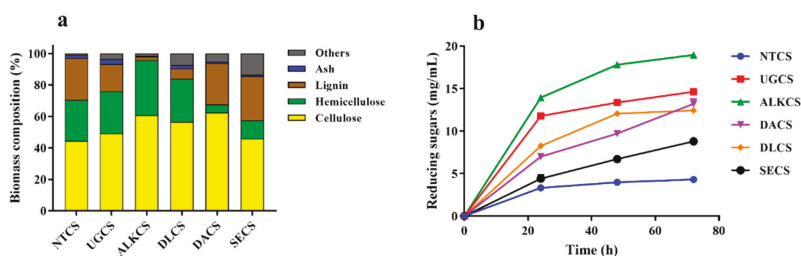 a
Biomass composition (%)
100
80
60
40
20
0
NTCS
UGCS
ALKCS
DLCS
DACS
SECS
Others
Ash
Lignin
Hemicellulose
Cellulose
b
Reducing sugars (mg/mL)
20
15
10
5
0
0
20
40
60
80
Time (h)
NTCS
UGCS
ALKCS
DACS
DLCS
SECS